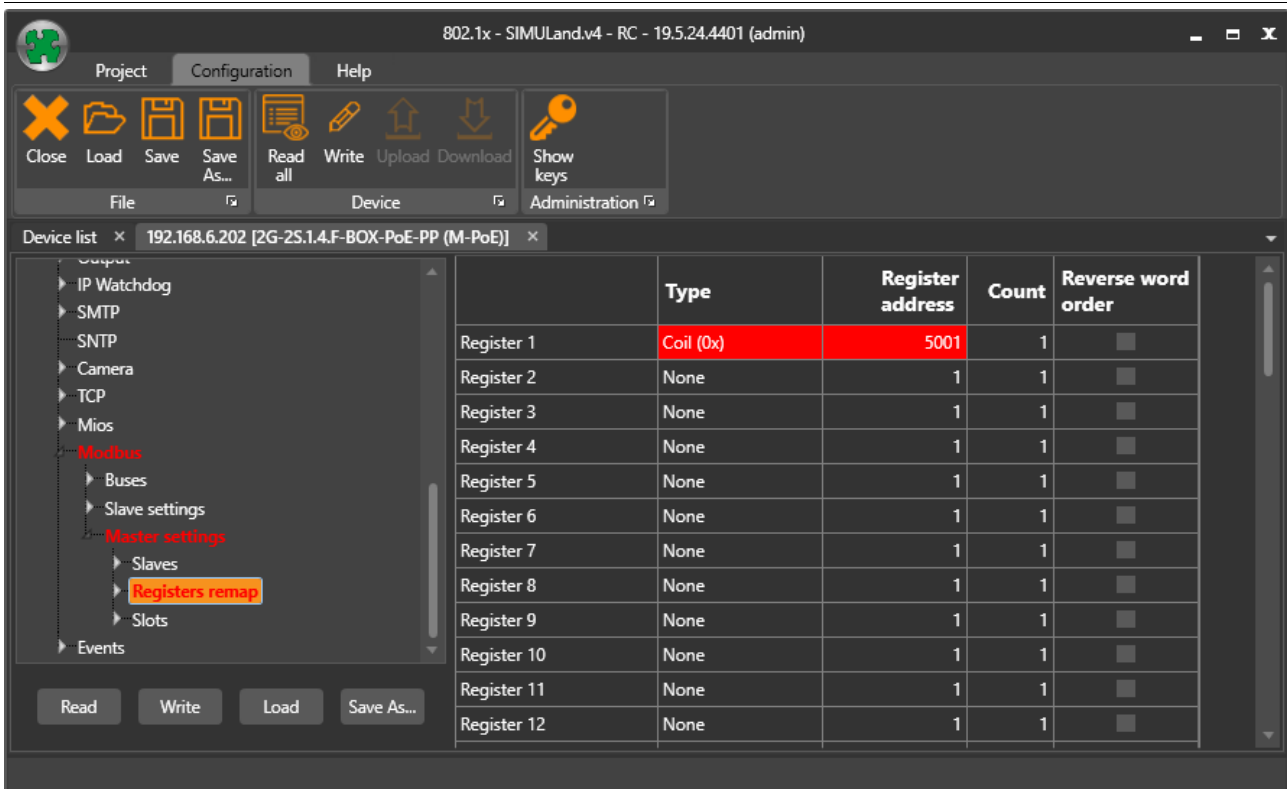 802.1x - SIMULand.v4 - RC - 19.5.24.4401 (admin)
Project Configuration Help
Close Load Save Save As... Read all Write Upload Download Show keys
File Device Administration
Device list × 192.168.6.202 [2G-2S.1.4.F-BOX-PoE-PP (M-PoE)] ×
Output
IP Watchdog
SMTP
SNTP
Camera
TCP
Mios
Modbus
Buses
Slave settings
Master settings
Slaves
Registers remap
Slots
Events
Read Write Load Save As...
Type Register address Count Reverse word order
Register 1 Coil (0x) 5001 1
Register 2 None 1 1
Register 3 None 1 1
Register 4 None 1 1
Register 5 None 1 1
Register 6 None 1 1
Register 7 None 1 1
Register 8 None 1 1
Register 9 None 1 1
Register 10 None 1 1
Register 11 None 1 1
Register 12 None 1 1